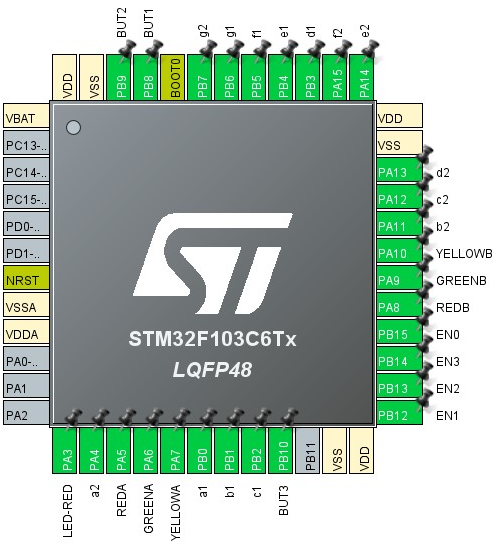 BUT2
BUT1
g2
g1
f1
e1
d1
f2
e2
VDD
VSS
PB9
PB8
BOOT0
PB7
PB6
PB5
PB4
PB3
PA15
PA14
VBAT
PC13-..
PC14-..
PC15-..
PD0-..
PD1-..
NRST
VSSA
VDDA
PA0-..
PA1
PA2
ST
STM32F103C6Tx
LQFP48
VDD
VSS
PA13 d2
PA12 c2
PA11 b2
PA10 YELLOWB
PA9 GREENB
PA8 REDB
PB15 EN0
PB14 EN3
PB13 EN2
PB12 EN1
PA3
PA4
PA5
PA6
PA7
PB0
PB1
PB2
PB10
PB11
VSS
VDD
LED-RED
a2
REDA
GREENA
YELLOWA
a1
b1
c1
BUT3